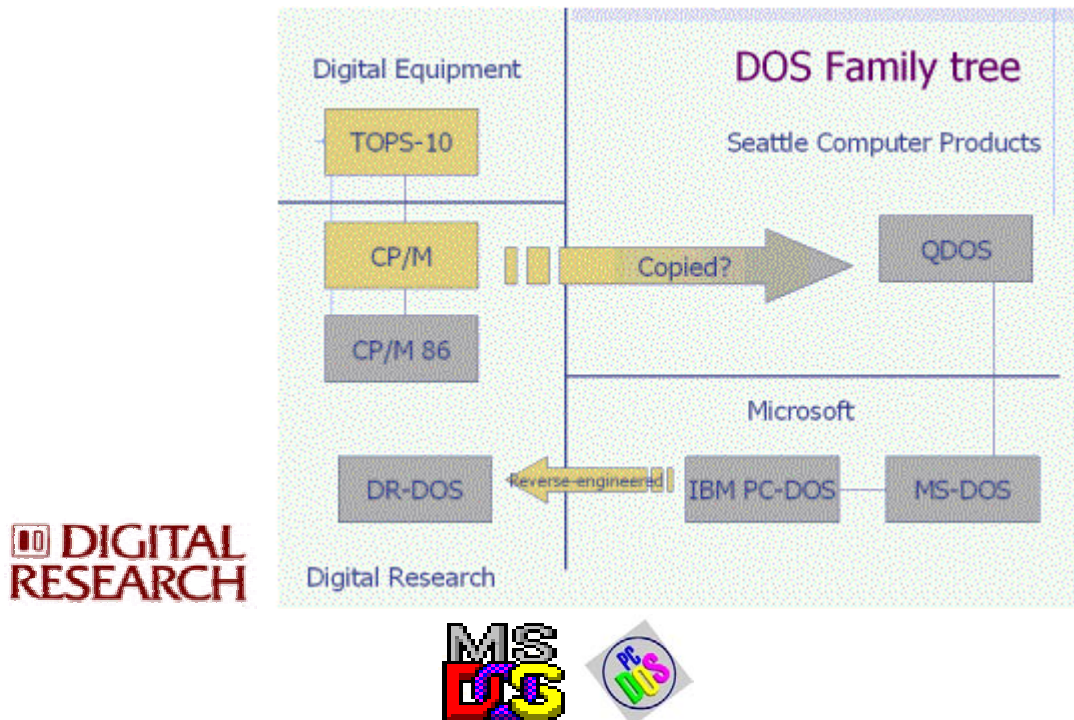 DOS Family tree
Digital Equipment
TOPS-10
Seattle Computer Products
CP/M
Copied?
QDOS
CP/M 86
Microsoft
DR-DOS
Reverse-engineered
IBM PC-DOS
MS-DOS
Digital Research
DIGITAL
RESEARCH
MS
DOS
PC
DOS